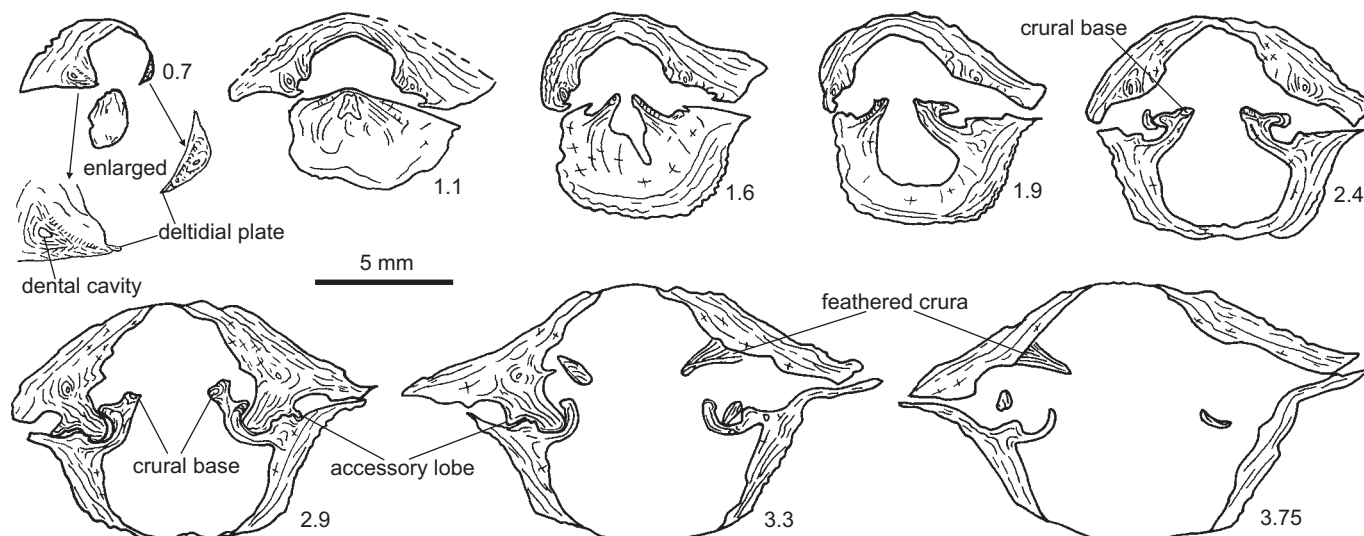 0.7
enlarged
deltidial plate
dental cavity
1.1
1.6
1.9
crural base
2.4
5 mm
feathered crura
crural base
accessory lobe
2.9
3.3
3.75